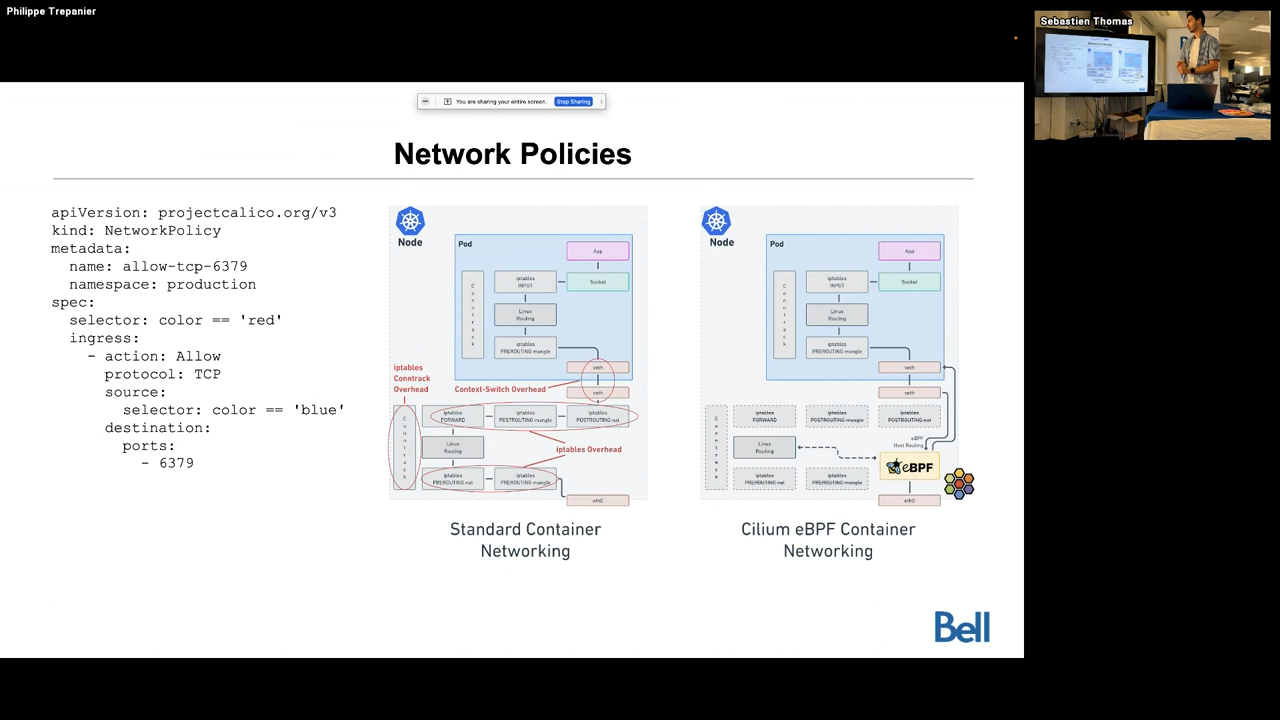 Philippe Trepanier
Sebastien Thomas
You are sharing your entire screen.
Stop Sharing
Network Policies
apiVersion: projectcalico.org/v3
kind: NetworkPolicy
metadata:
name: allow-tcp-6379
namespace: production
spec:
selector: color == 'red'
ingress:
- action: Allow
protocol: TCP
source:
selector: color == 'blue'
destination:
ports:
- 6379
Node
Pod
App
Conntrack
iptables
INPUT
Socket
Linux
Routing
iptables
PREROUTING mangle
veth
iptables
Conntrack
Overhead
Context-Switch Overhead
veth
Conntrack
iptables
FORWARD
iptables
POSTROUTING mangle
iptables
POSTROUTING nat
Linux
Routing
iptables Overhead
iptables
PREROUTING nat
iptables
PREROUTING mangle
eth0
Standard Container
Networking
Node
Pod
App
Conntrack
iptables
INPUT
Socket
Linux
Routing
iptables
PREROUTING mangle
veth
veth
Conntrack
iptables
FORWARD
iptables
POSTROUTING mangle
iptables
POSTROUTING nat
eBPF
Host Routing
Linux
Routing
eBPF
iptables
PREROUTING nat
iptables
PREROUTING mangle
eth0
Cilium eBPF Container
Networking
Bell